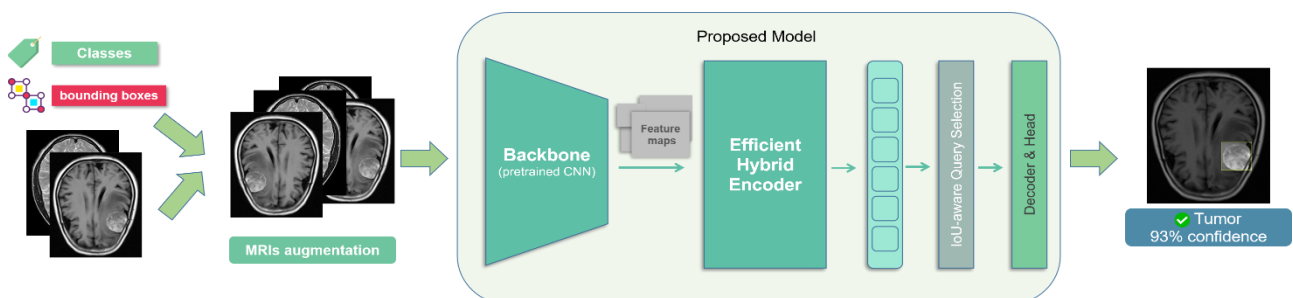 Classes
bounding boxes
MRIs augmentation
Proposed Model
Backbone
(pretrained CNN)
Feature
maps
Efficient
Hybrid
Encoder
IoU-aware Query Selection
Decoder & Head
Tumor
93% confidence